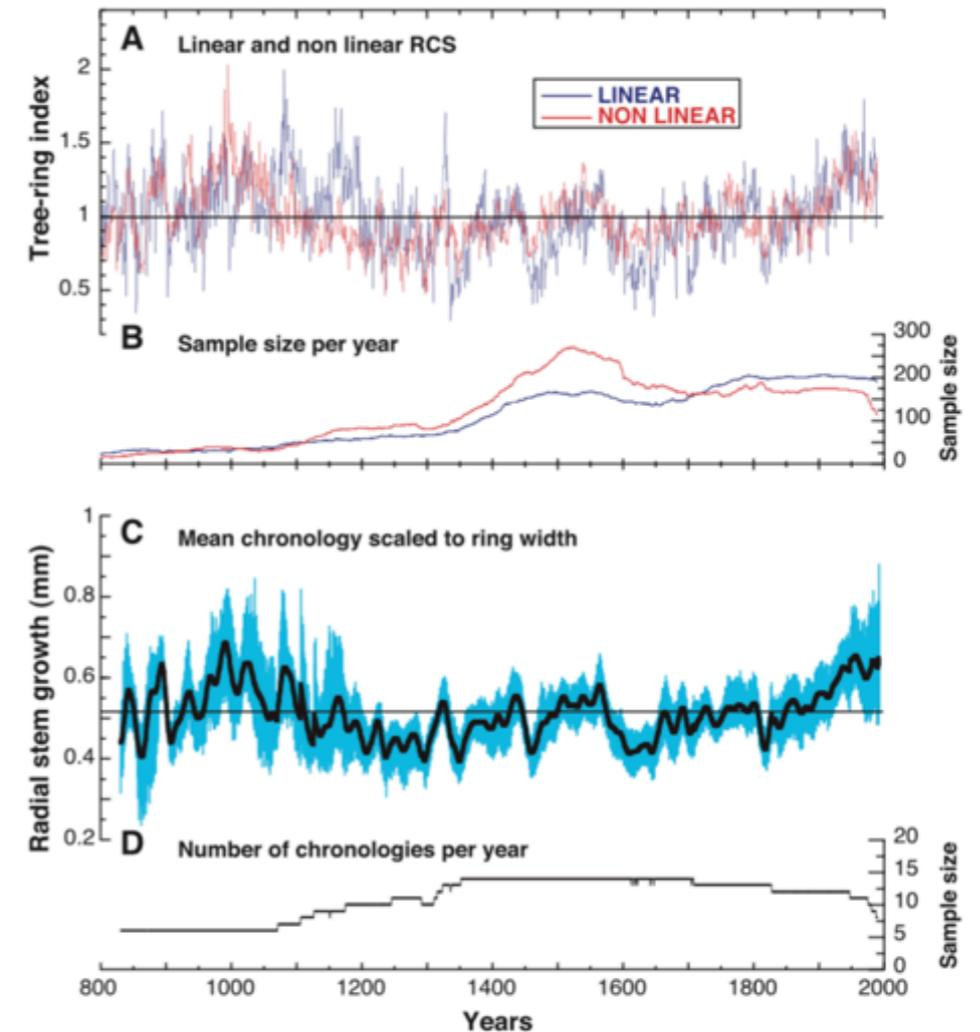 A Linear and non linear RCS
LINEAR
NON LINEAR
Tree-ring index
2
1.5
1
0.5
B Sample size per year
300
200
100
0
Sample size
C Mean chronology scaled to ring width
Radial stem growth (mm)
1
0.8
0.6
0.4
0.2
D Number of chronologies per year
20
15
10
5
0
Sample size
800 1000 1200 1400 1600 1800 2000
Years